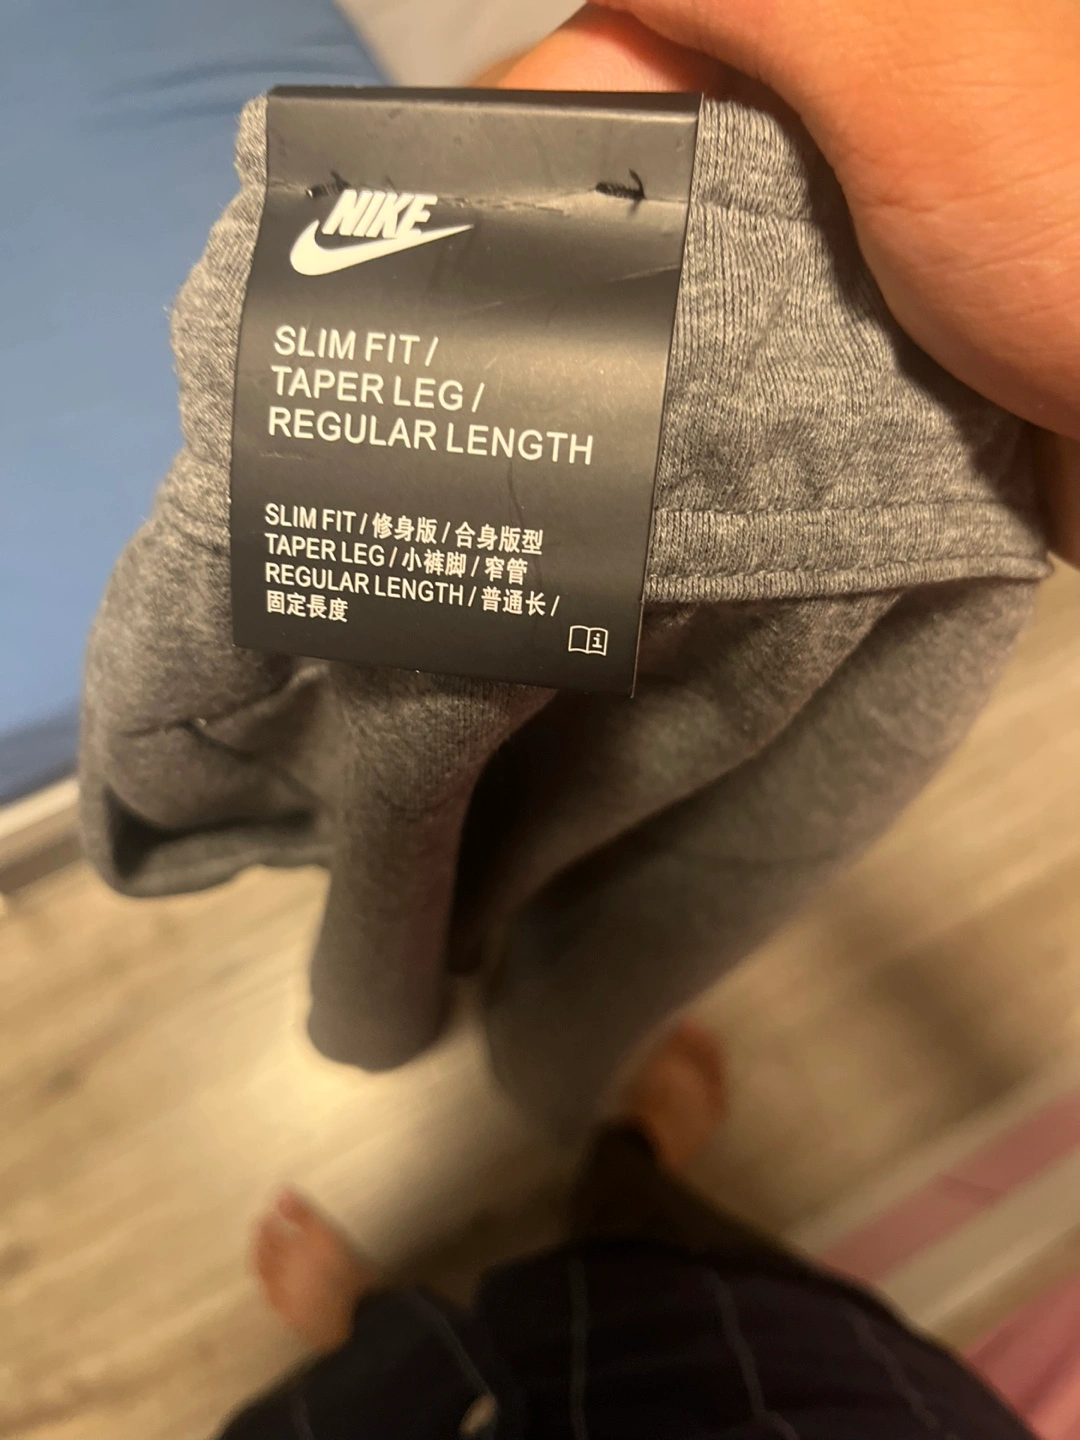 NIKE
SLIM FIT /
TAPER LEG /
REGULAR LENGTH
SLIM FIT / 修身版 / 合身版型
TAPER LEG / 小裤脚 / 窄管
REGULAR LENGTH / 普通长 /
固定長度
i